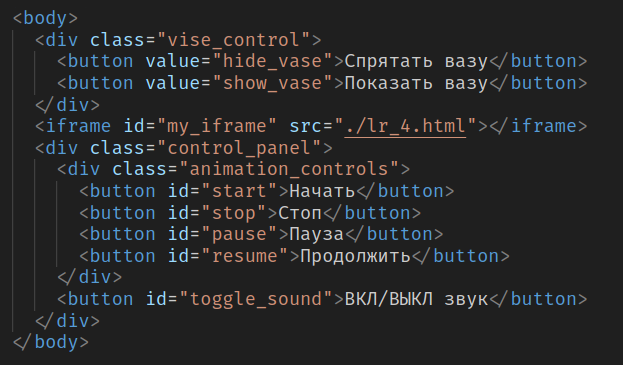 <body>
<div class="vise_control">
<button value="hide_vase">Спрятать вазу</button>
<button value="show_vase">Показать вазу</button>
</div>
<iframe id="my_iframe" src="./lr_4.html"></iframe>
<div class="control_panel">
<div class="animation_controls">
<button id="start">Начать</button>
<button id="stop">Стоп</button>
<button id="pause">Пауза</button>
<button id="resume">Продолжить</button>
</div>
<button id="toggle_sound">ВКЛ/ВЫКЛ звук</button>
</div>
</body>